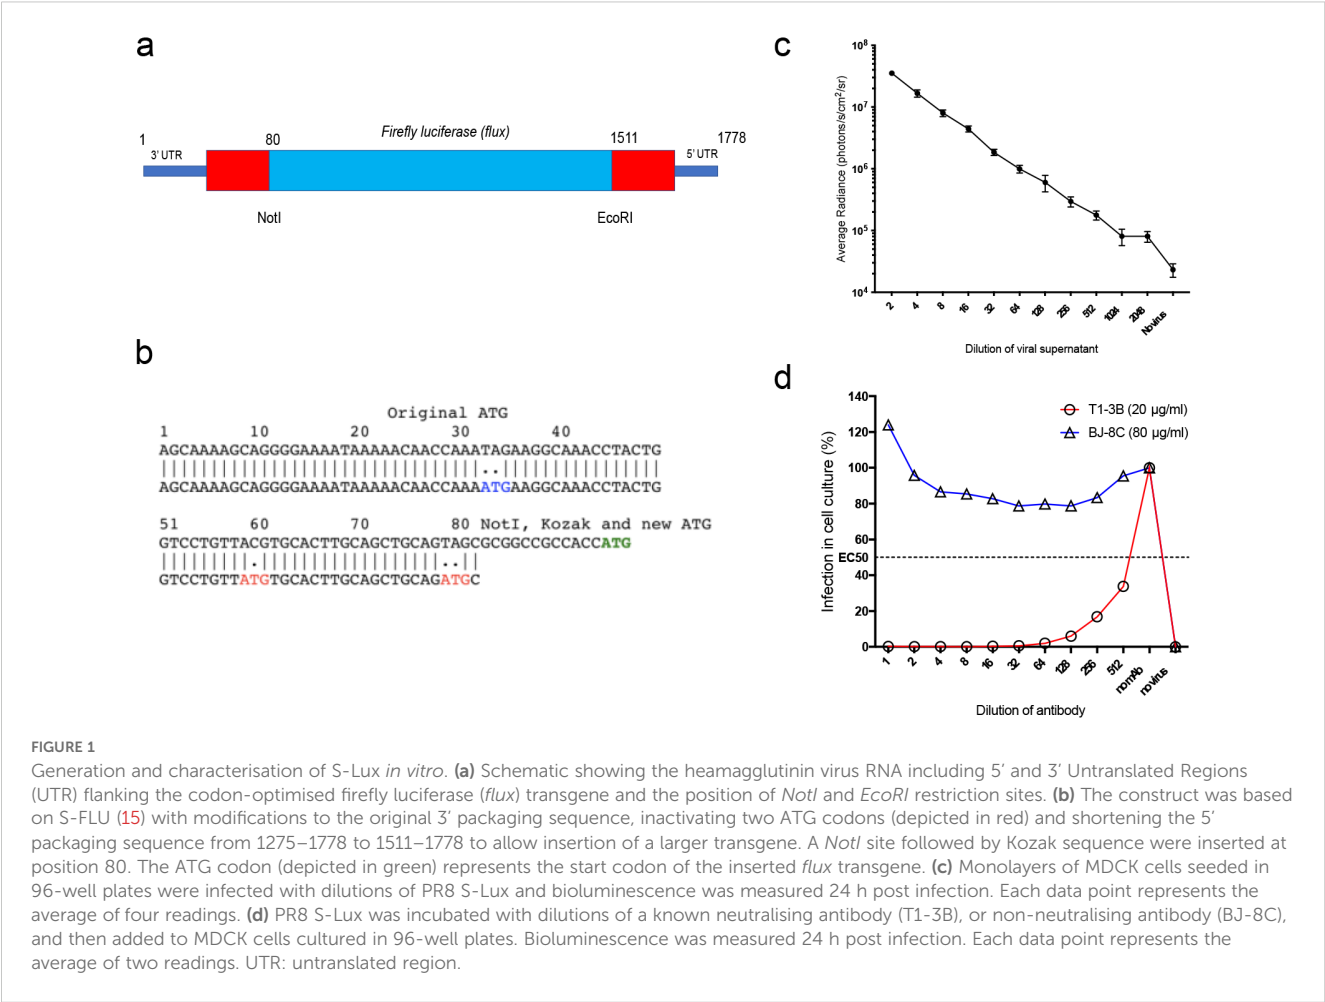 a
1
80
Firefly luciferase (flux)
1511
1778
3' UTR
5' UTR
NotI
EcoRI
b
Original ATG
1 10 20 30 40
AGCAAAAGCAGGGGAAAATAAAAACAACCAAATAGAAGGCAAACCTACTG
||||||||||||||||||||||||||||||||··||||||||||||||||
AGCAAAAGCAGGGGAAAATAAAAACAACCAAAATGAAGGCAAACCTACTG
51 60 70 80 NotI, Kozak and new ATG
GTCCTGTTACGTGCACTTGCAGCTGCAGTAGCGCGGCCGCCACCATG
|||||||||·||||||||||||||||||··||
GTCCTGTTATGTGCACTTGCAGCTGCAGATGC
c
Average Radiance (photons/s/cm²/sr)
10⁸
10⁷
10⁶
10⁵
10⁴
2 4 8 16 32 64 128 256 512 1024 2048 No virus
Dilution of viral supernatant
d
Infection in cell culture (%)
140
120
100
80
60
EC50
40
20
0
T1-3B (20 µg/ml)
BJ-8C (80 µg/ml)
1 2 4 8 16 32 64 128 256 512 no mAb no virus
Dilution of antibody
FIGURE 1
Generation and characterisation of S-Lux in vitro. (a) Schematic showing the heamagglutinin virus RNA including 5' and 3' Untranslated Regions
(UTR) flanking the codon-optimised firefly luciferase (flux) transgene and the position of NotI and EcoRI restriction sites. (b) The construct was based
on S-FLU (15) with modifications to the original 3' packaging sequence, inactivating two ATG codons (depicted in red) and shortening the 5'
packaging sequence from 1275–1778 to 1511–1778 to allow insertion of a larger transgene. A NotI site followed by Kozak sequence were inserted at
position 80. The ATG codon (depicted in green) represents the start codon of the inserted flux transgene. (c) Monolayers of MDCK cells seeded in
96-well plates were infected with dilutions of PR8 S-Lux and bioluminescence was measured 24 h post infection. Each data point represents the
average of four readings. (d) PR8 S-Lux was incubated with dilutions of a known neutralising antibody (T1-3B), or non-neutralising antibody (BJ-8C),
and then added to MDCK cells cultured in 96-well plates. Bioluminescence was measured 24 h post infection. Each data point represents the
average of two readings. UTR: untranslated region.